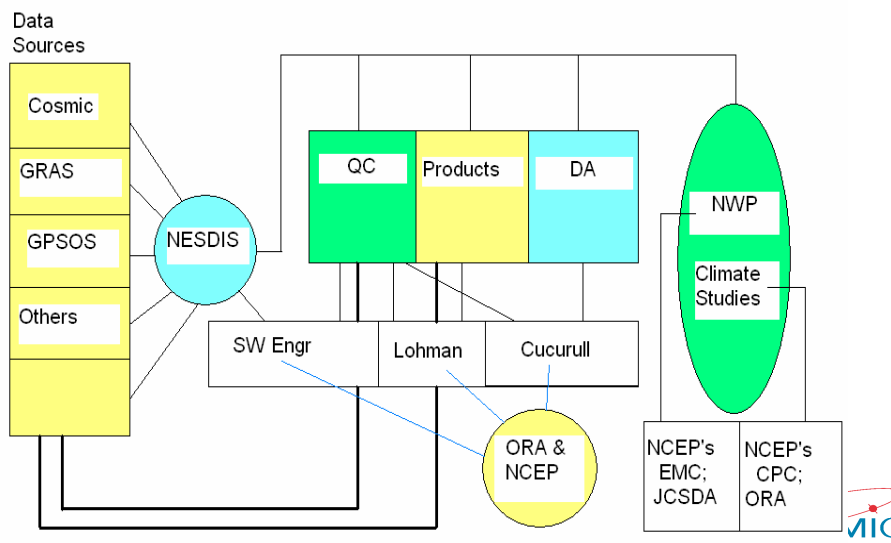 Data
Sources
Cosmic
GRAS
GPSOS
Others
NESDIS
QC
Products
DA
NWP
Climate
Studies
SW Engr
Lohman
Cucurull
ORA &
NCEP
NCEP's
EMC;
JCSDA
NCEP's
CPC;
ORA